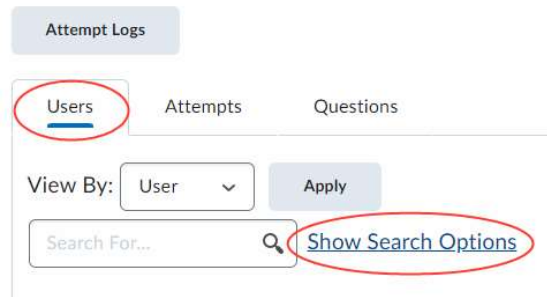 Attempt Logs
Users Attempts Questions
View By: User Apply
Search For... Show Search Options